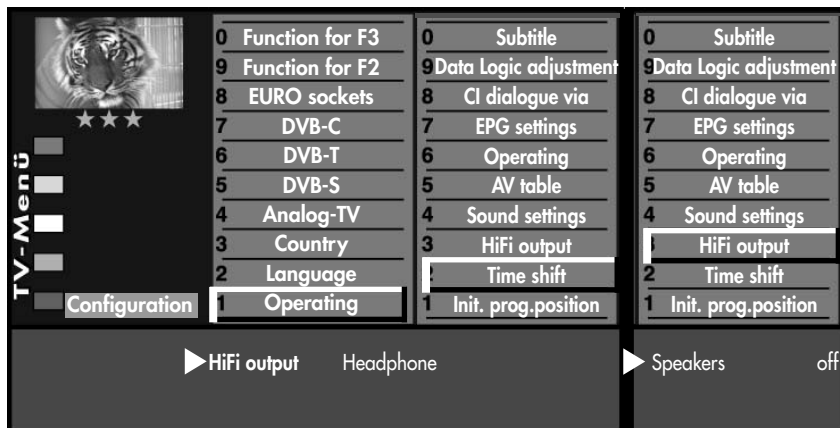 TV-Menü
Configuration
0 Function for F3
9 Function for F2
8 EURO sockets
7 DVB-C
6 DVB-T
5 DVB-S
4 Analog-TV
3 Country
2 Language
1 Operating
0 Subtitle
9 Data Logic adjustment
8 CI dialogue via
7 EPG settings
6 Operating
5 AV table
4 Sound settings
3 HiFi output
2 Time shift
1 Init. prog.position
0 Subtitle
9 Data Logic adjustment
8 CI dialogue via
7 EPG settings
6 Operating
5 AV table
4 Sound settings
3 HiFi output
2 Time shift
1 Init. prog.position
HiFi output Headphone
Speakers off